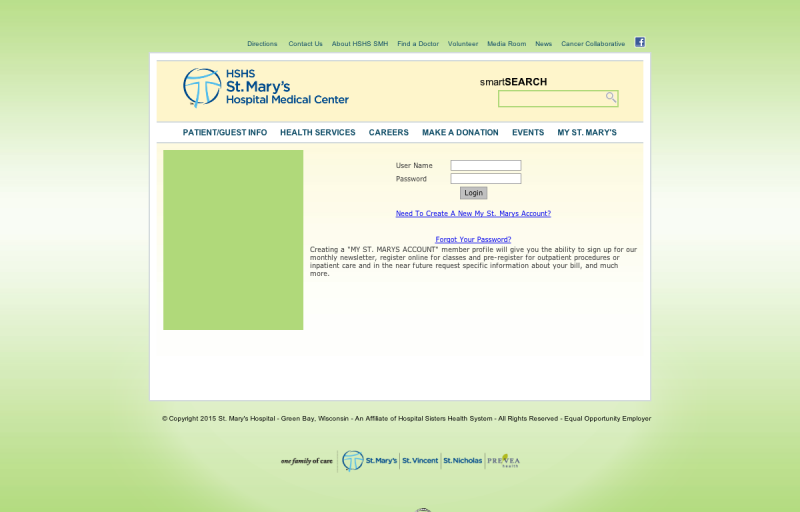 Directions Contact Us About HSHS SMH Find a Doctor Volunteer Media Room News Cancer Collaborative
HSHS
St. Mary's
Hospital Medical Center
smartSEARCH
PATIENT/GUEST INFO HEALTH SERVICES CAREERS MAKE A DONATION EVENTS MY ST. MARY'S
User Name
Password
Login
Need To Create A New My St. Marys Account?
Forgot Your Password?
Creating a "MY ST. MARYS ACCOUNT" member profile will give you the ability to sign up for our
monthly newsletter, register online for classes and pre-register for outpatient procedures or
inpatient care and in the near future request specific information about your bill, and much
more.
© Copyright 2015 St. Mary's Hospital - Green Bay, Wisconsin - An Affiliate of Hospital Sisters Health System - All Rights Reserved - Equal Opportunity Employer
one family of care St. Mary's St. Vincent St. Nicholas PREVEA
health